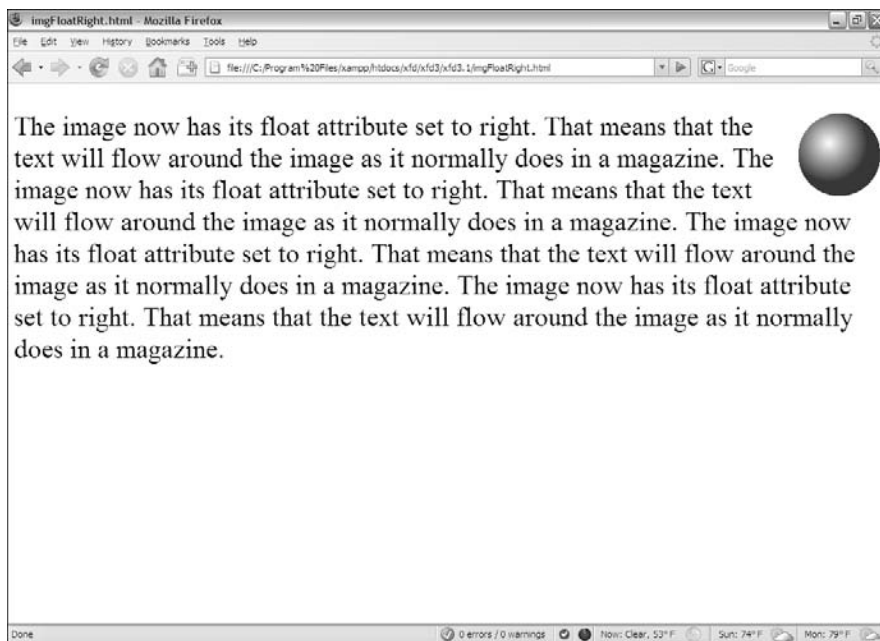 imgFloatRight.html - Mozilla Firefox
File Edit View History Bookmarks Tools Help
file:///C:/Program%20Files/xampp/htdocs/xfd/xfd3/xfd3.1/imgFloatRight.html G Google
The image now has its float attribute set to right. That means that the
text will flow around the image as it normally does in a magazine. The
image now has its float attribute set to right. That means that the text
will flow around the image as it normally does in a magazine. The image now
has its float attribute set to right. That means that the text will flow around the
image as it normally does in a magazine. The image now has its float attribute
set to right. That means that the text will flow around the image as it normally
does in a magazine.
Done 0 errors / 0 warnings Now: Clear, 53° F Sun: 74° F Mon: 79° F